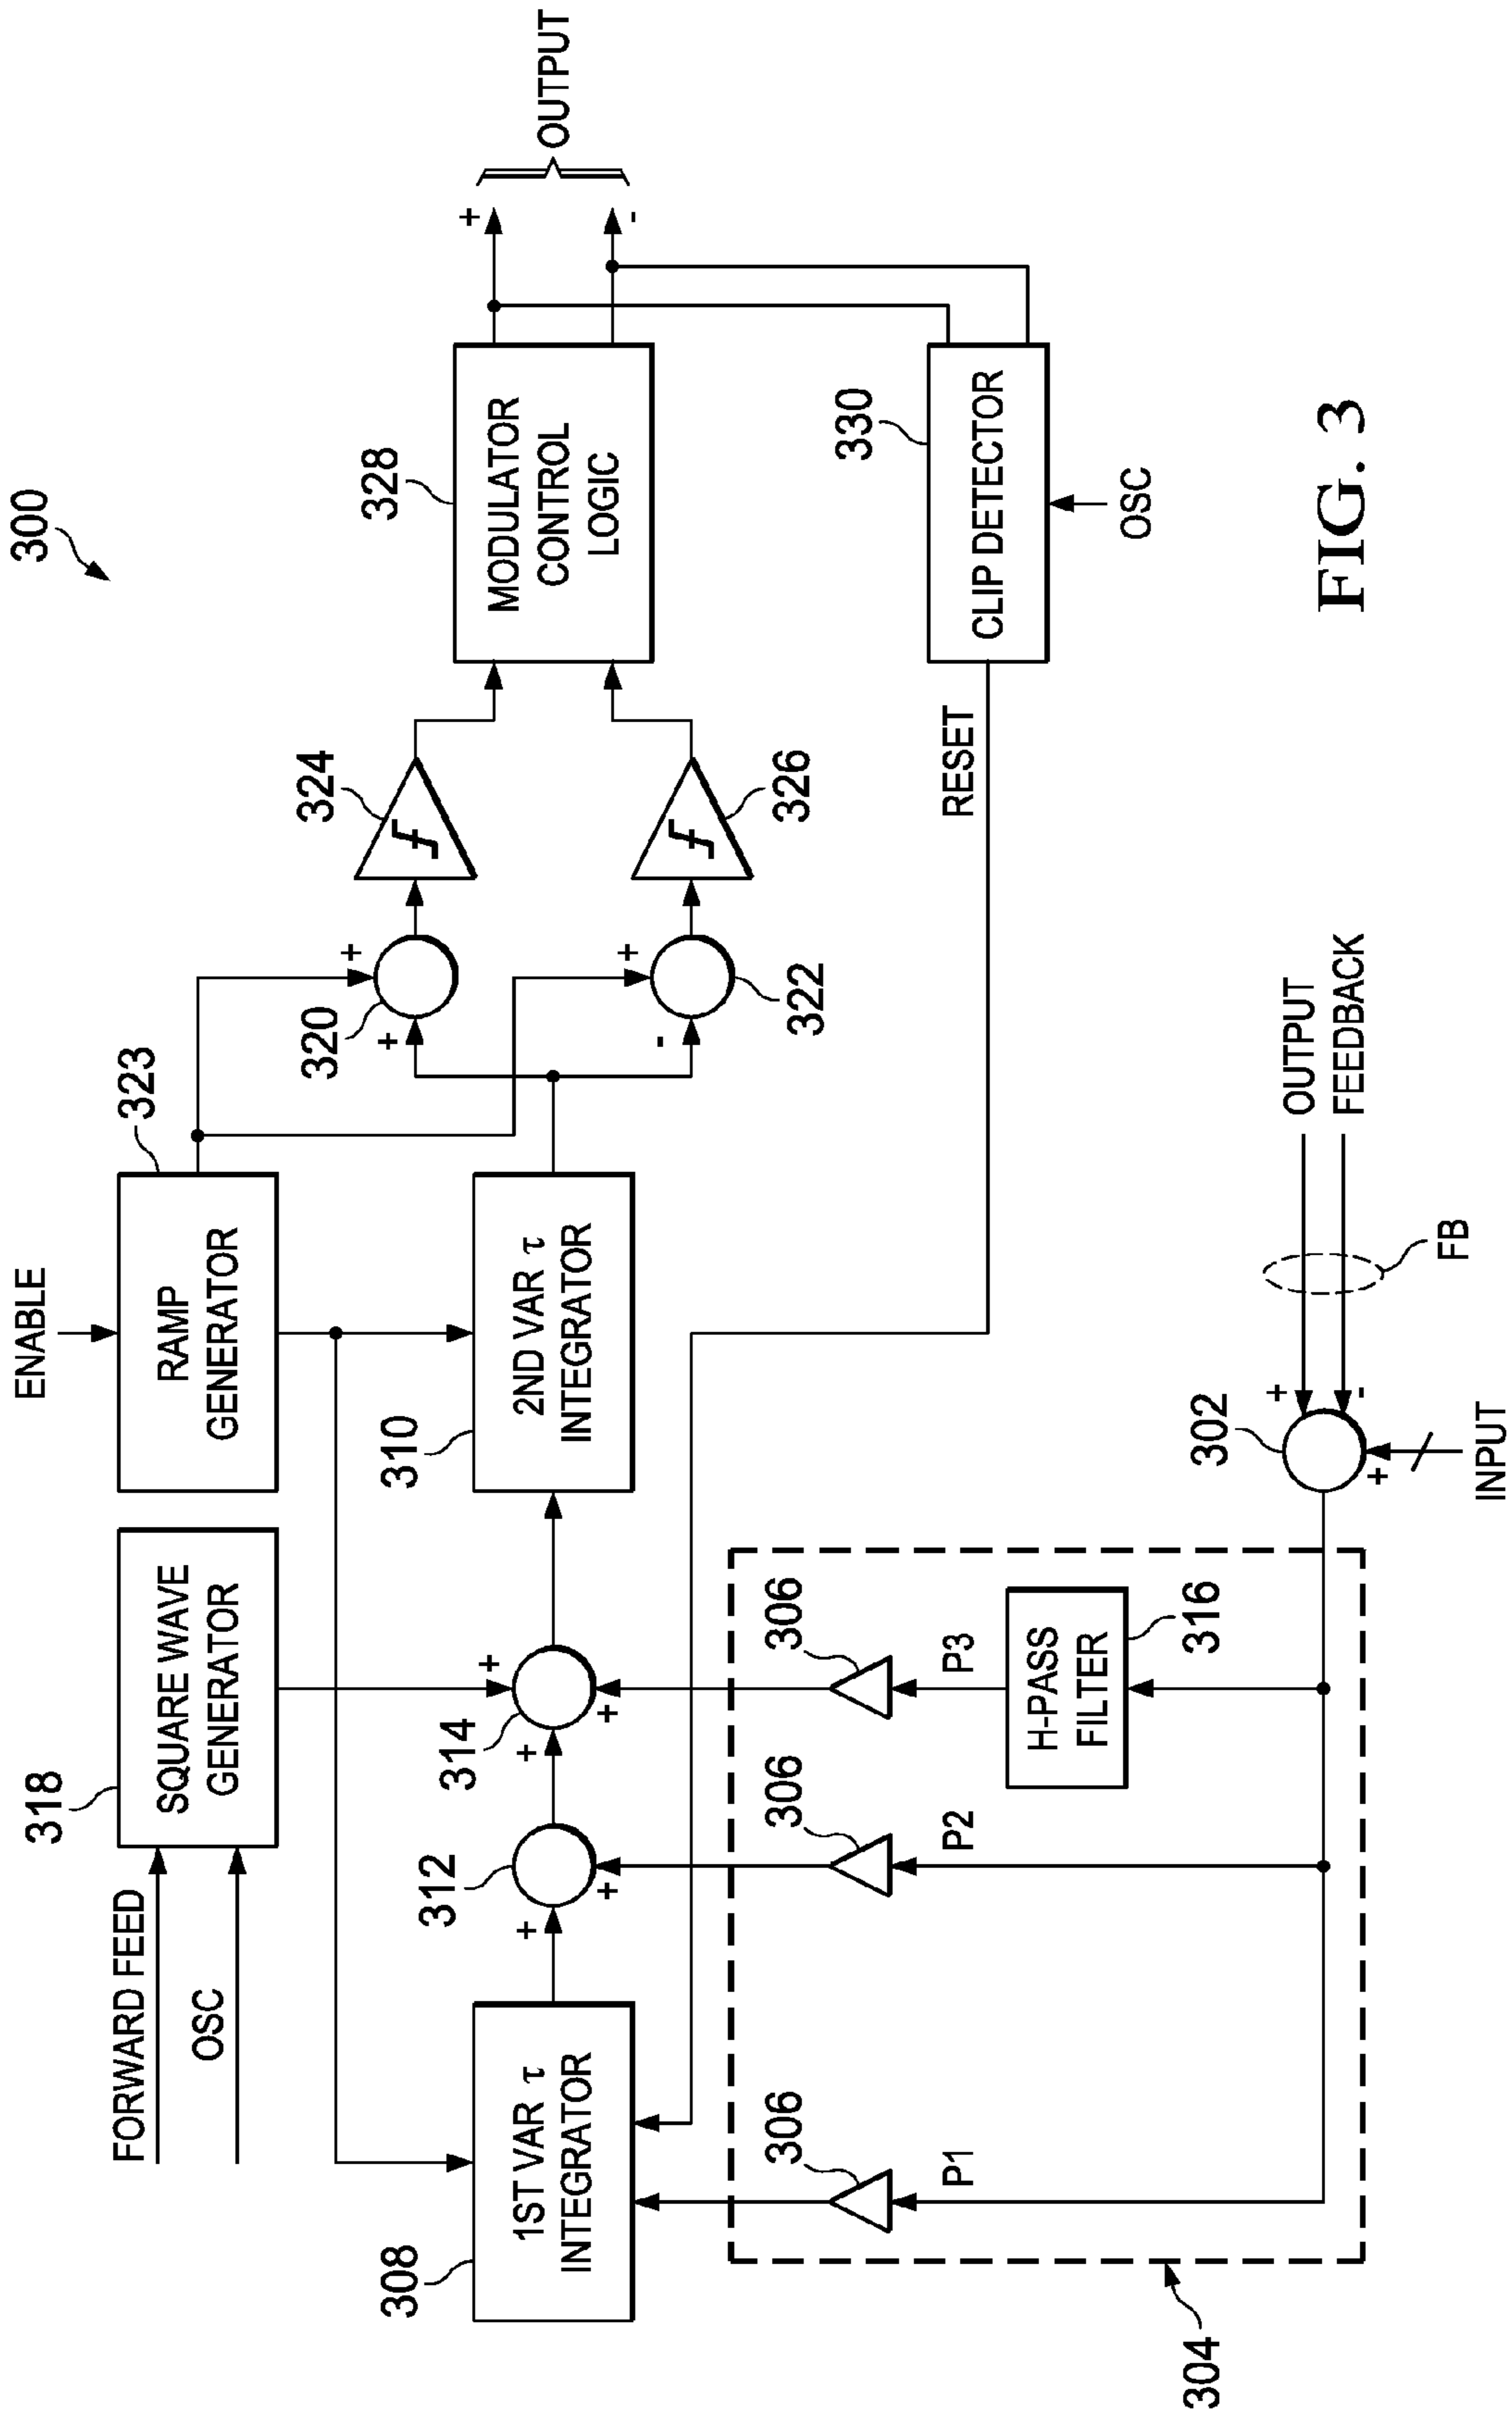 300
ENABLE
FORWARD FEED
OSC
318
SQUARE WAVE
GENERATOR
RAMP
GENERATOR
323
308
1ST VAR τ
INTEGRATOR
+
312
+
+
314
+
+
310
2ND VAR τ
INTEGRATOR
+
320
+
+
-
322
324
326
328
MODULATOR
CONTROL
LOGIC
+
-
OUTPUT
RESET
330
CLIP DETECTOR
OSC
304
306
P1
306
P2
306
P3
H-PASS
FILTER
316
302
+
-
+
INPUT
OUTPUT
FEEDBACK
FB
FIG. 3